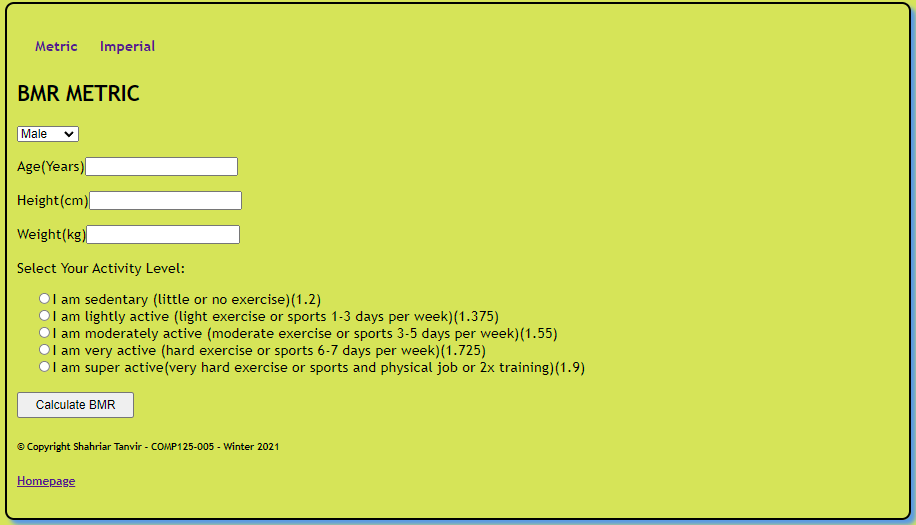 Metric Imperial
BMR METRIC
Male
Age(Years)
Height(cm)
Weight(kg)
Select Your Activity Level:
I am sedentary (little or no exercise)(1.2)
I am lightly active (light exercise or sports 1-3 days per week)(1.375)
I am moderately active (moderate exercise or sports 3-5 days per week)(1.55)
I am very active (hard exercise or sports 6-7 days per week)(1.725)
I am super active(very hard exercise or sports and physical job or 2x training)(1.9)
Calculate BMR
© Copyright Shahriar Tanvir - COMP125-005 - Winter 2021
Homepage